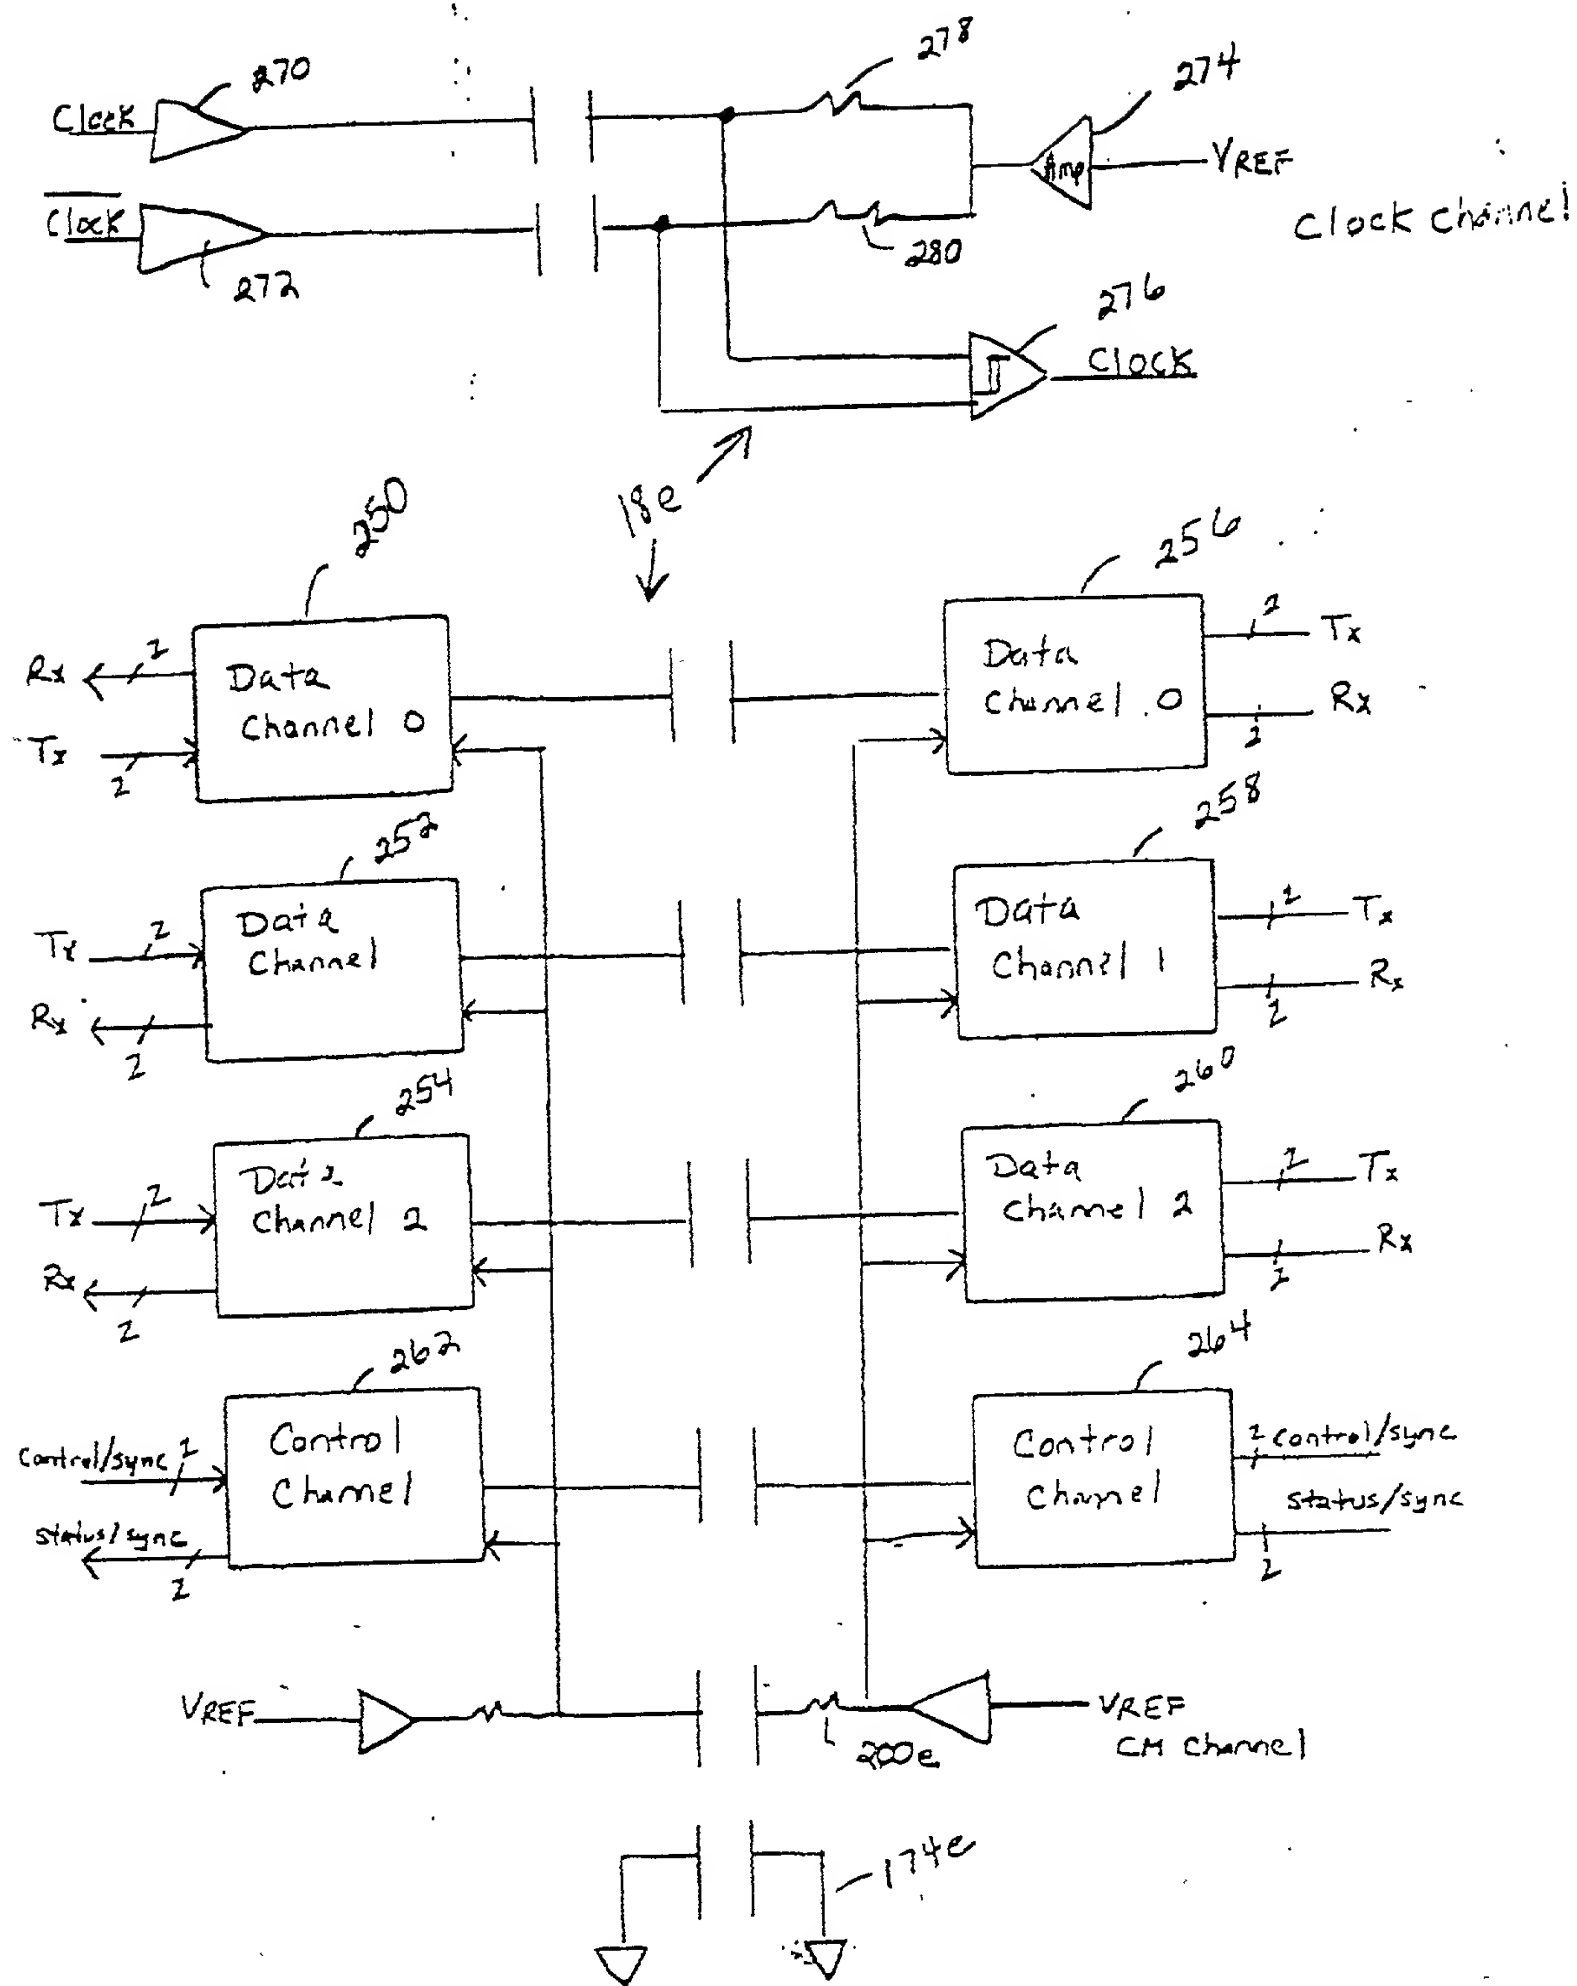 278
270
274
Clock
Amp
VREF
Clock
Clock Channel
280
272
276
Clock
18e
250
256
2
Tx
Rx
2
Data
Channel 0
Data
Channel 0
Rx
2
Tx
2
258
252
Data
Channel
Data
Channel 1
2
Tx
Tx
2
Rx
2
Rx
2
260
254
Data
Channel 2
Data
Channel 2
2
Tx
Tx
2
Rx
2
Rx
2
264
262
Control
Channel
Control
Channel
2 control/sync
Control/sync 2
status/sync
2
status/sync
2
VREF
VREF
CM Channel
200e
174e